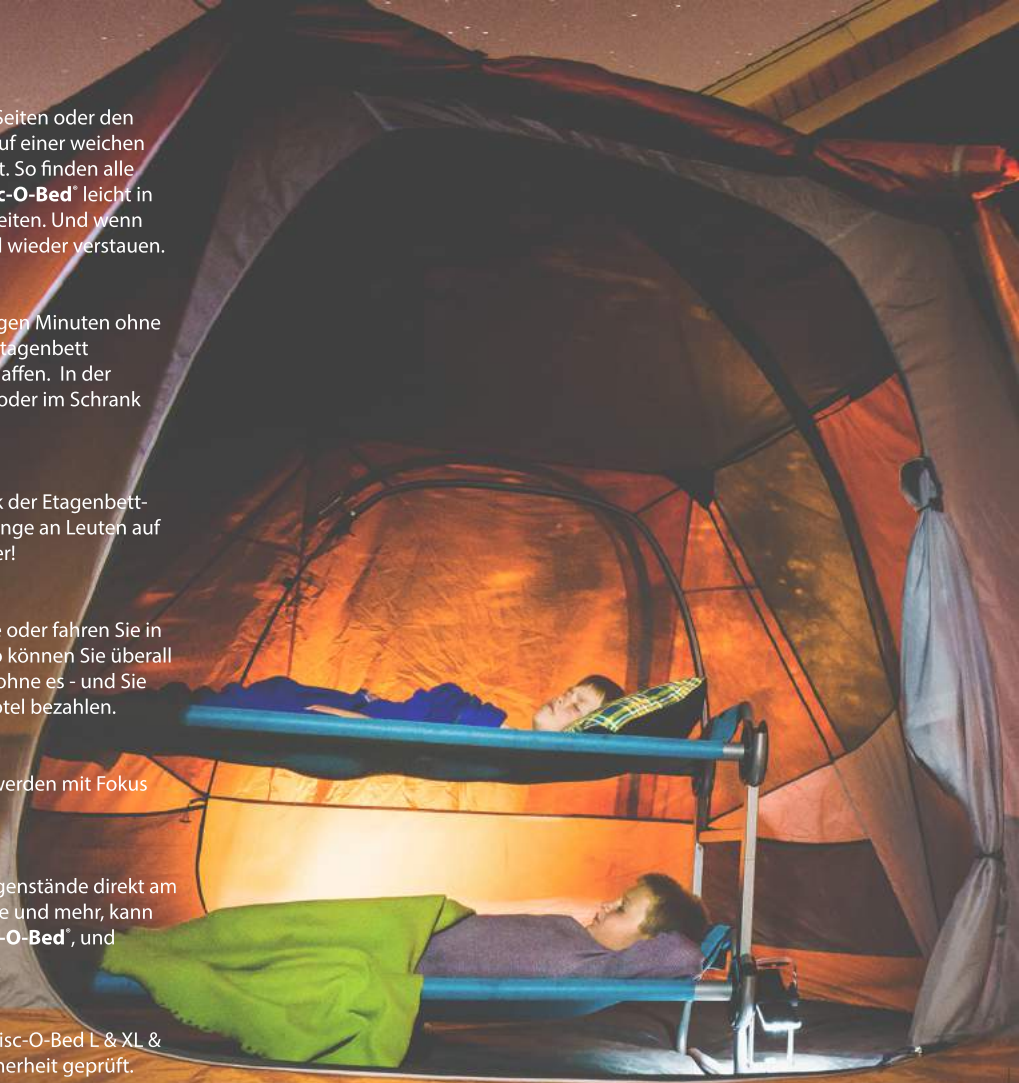 Seiten oder den
uf einer weichen
t. So finden alle
c-O-Bed® leicht in
eiten. Und wenn
l wieder verstauen.
gen Minuten ohne
tagenbett
affen. In der
oder im Schrank
k der Etagenbett-
nge an Leuten auf
er!
e oder fahren Sie in
o können Sie überall
ohne es - und Sie
otel bezahlen.
werden mit Fokus
genstände direkt am
e und mehr, kann
-O-Bed®, und
isc-O-Bed L & XL &
herheit geprüft.